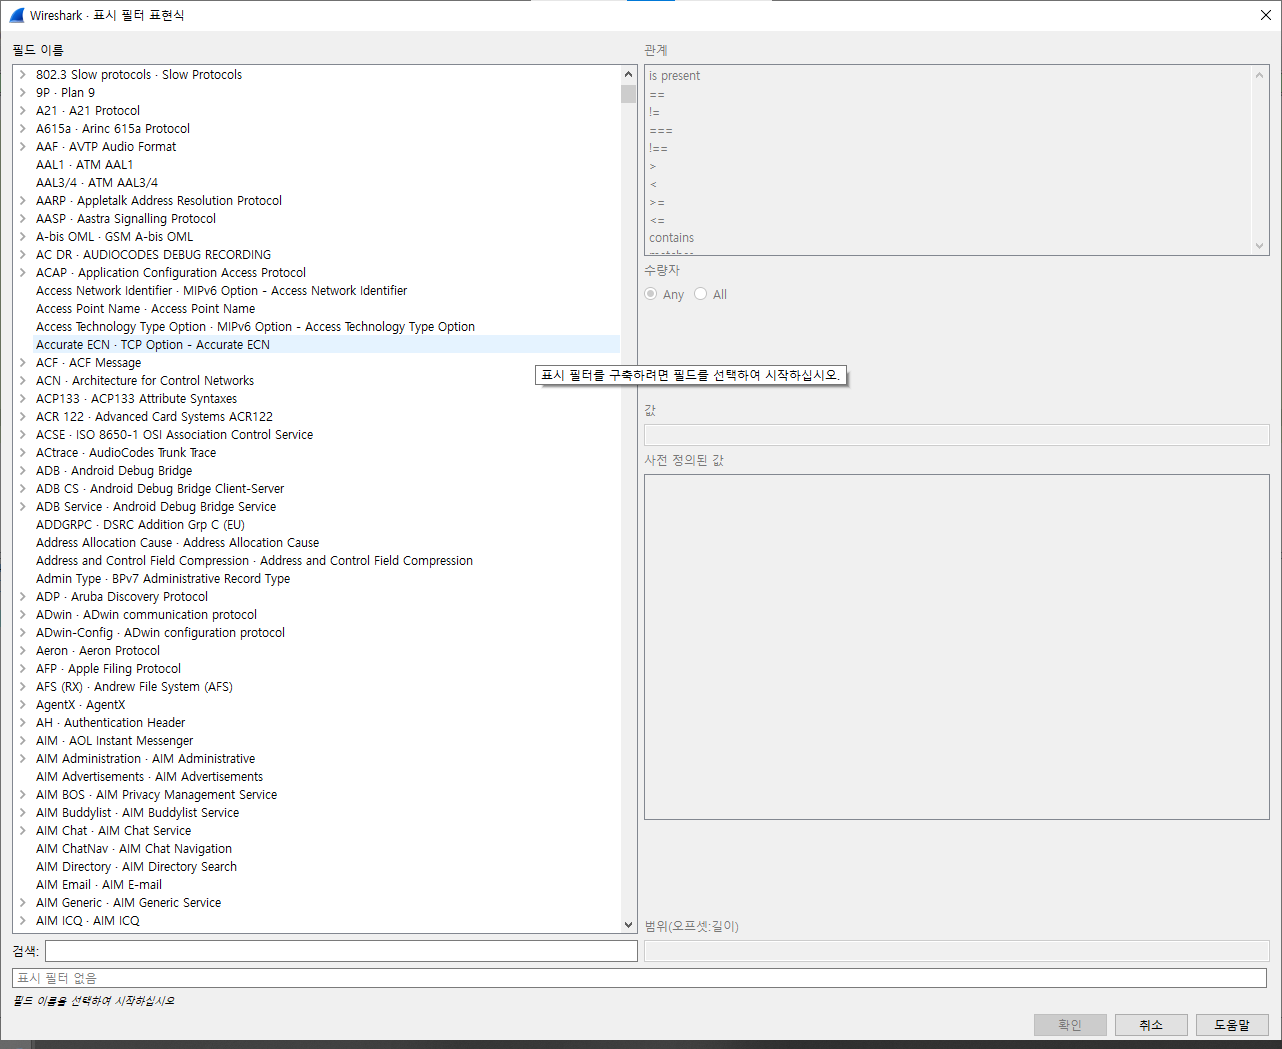 Wireshark · 표시 필터 표현식
필드 이름
802.3 Slow protocols · Slow Protocols
9P · Plan 9
A21 · A21 Protocol
A615a · Arinc 615a Protocol
AAF · AVTP Audio Format
AAL1 · ATM AAL1
AAL3/4 · ATM AAL3/4
AARP · Appletalk Address Resolution Protocol
AASP · Aastra Signalling Protocol
A-bis OML · GSM A-bis OML
AC DR · AUDIOCODES DEBUG RECORDING
ACAP · Application Configuration Access Protocol
Access Network Identifier · MIPv6 Option - Access Network Identifier
Access Point Name · Access Point Name
Access Technology Type Option · MIPv6 Option - Access Technology Type Option
Accurate ECN · TCP Option - Accurate ECN
ACF · ACF Message
ACN · Architecture for Control Networks
ACP133 · ACP133 Attribute Syntaxes
ACR 122 · Advanced Card Systems ACR122
ACSE · ISO 8650-1 OSI Association Control Service
ACtrace · AudioCodes Trunk Trace
ADB · Android Debug Bridge
ADB CS · Android Debug Bridge Client-Server
ADB Service · Android Debug Bridge Service
ADDGRPC · DSRC Addition Grp C (EU)
Address Allocation Cause · Address Allocation Cause
Address and Control Field Compression · Address and Control Field Compression
Admin Type · BPv7 Administrative Record Type
ADP · Aruba Discovery Protocol
ADwin · ADwin communication protocol
ADwin-Config · ADwin configuration protocol
Aeron · Aeron Protocol
AFP · Apple Filing Protocol
AFS (RX) · Andrew File System (AFS)
AgentX · AgentX
AH · Authentication Header
AIM · AOL Instant Messenger
AIM Administration · AIM Administrative
AIM Advertisements · AIM Advertisements
AIM BOS · AIM Privacy Management Service
AIM Buddylist · AIM Buddylist Service
AIM Chat · AIM Chat Service
AIM ChatNav · AIM Chat Navigation
AIM Directory · AIM Directory Search
AIM Email · AIM E-mail
AIM Generic · AIM Generic Service
AIM ICQ · AIM ICQ
검색:
관계
is present
==
!=
===
!==
>
<
>=
<=
contains
수량자
Any All
표시 필터를 구축하려면 필드를 선택하여 시작하십시오.
값
사전 정의된 값
범위(오프셋:길이)
표시 필터 없음
필드 이름을 선택하여 시작하십시오
확인 취소 도움말